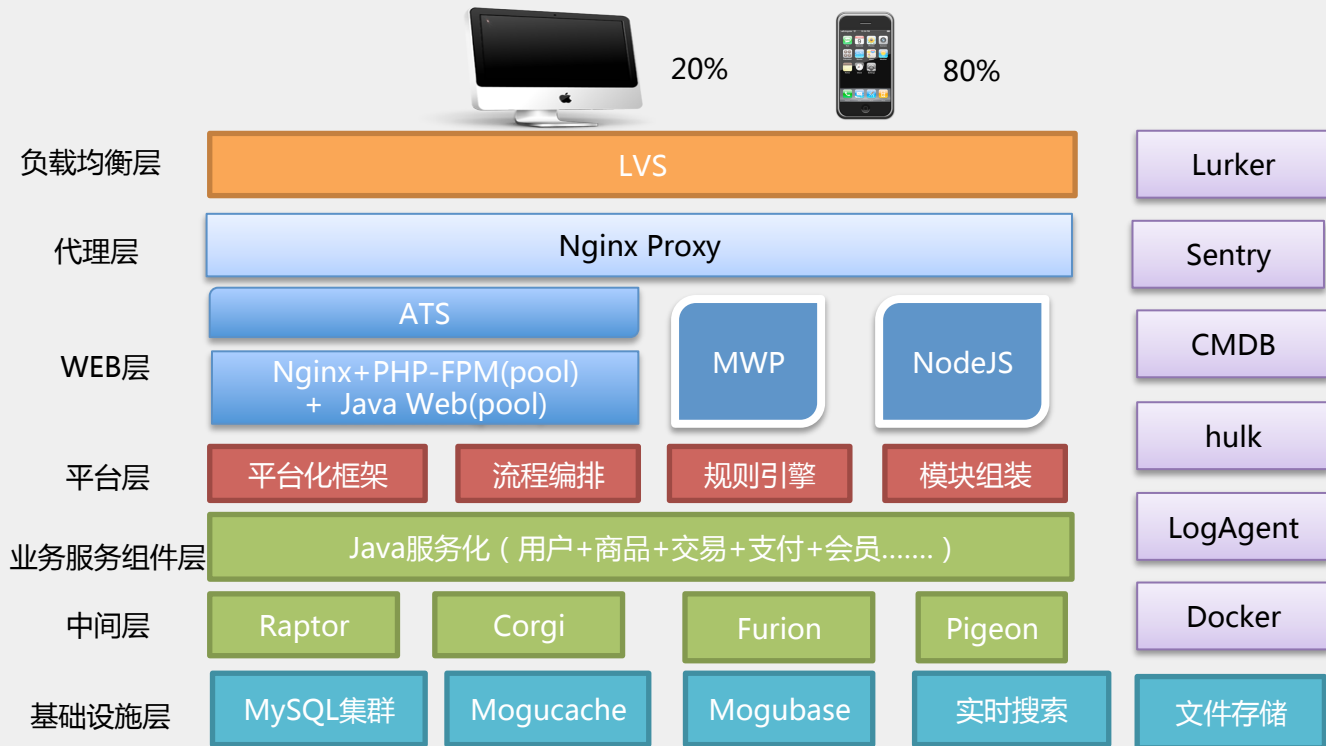 20%
80%
负载均衡层
LVS
Lurker
代理层
Nginx Proxy
Sentry
WEB层
ATS
Nginx+PHP-FPM(pool)
+ Java Web(pool)
MWP
NodeJS
CMDB
hulk
平台层
平台化框架
流程编排
规则引擎
模块组装
LogAgent
业务服务组件层
Java服务化(用户+商品+交易+支付+会员.......)
中间层
Raptor
Corgi
Furion
Pigeon
Docker
基础设施层
MySQL集群
Mogucache
Mogubase
实时搜索
文件存储